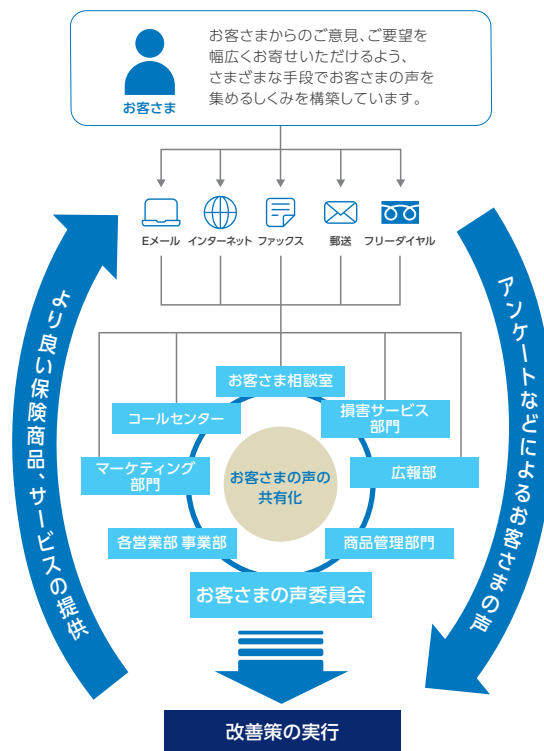 お客さまからのご意見、ご要望を
幅広くお寄せいただけるよう、
さまざまな手段でお客さまの声を
集めるしくみを構築しています。
お客さま
Eメール
インターネット
ファックス
郵送
フリーダイヤル
より良い保険商品、サービスの提供
アンケートなどによるお客さまの声
お客さま相談室
コールセンター
損害サービス
部門
マーケティング
部門
お客さまの声の
共有化
広報部
各営業部 事業部
商品管理部門
お客さまの声委員会
改善策の実行